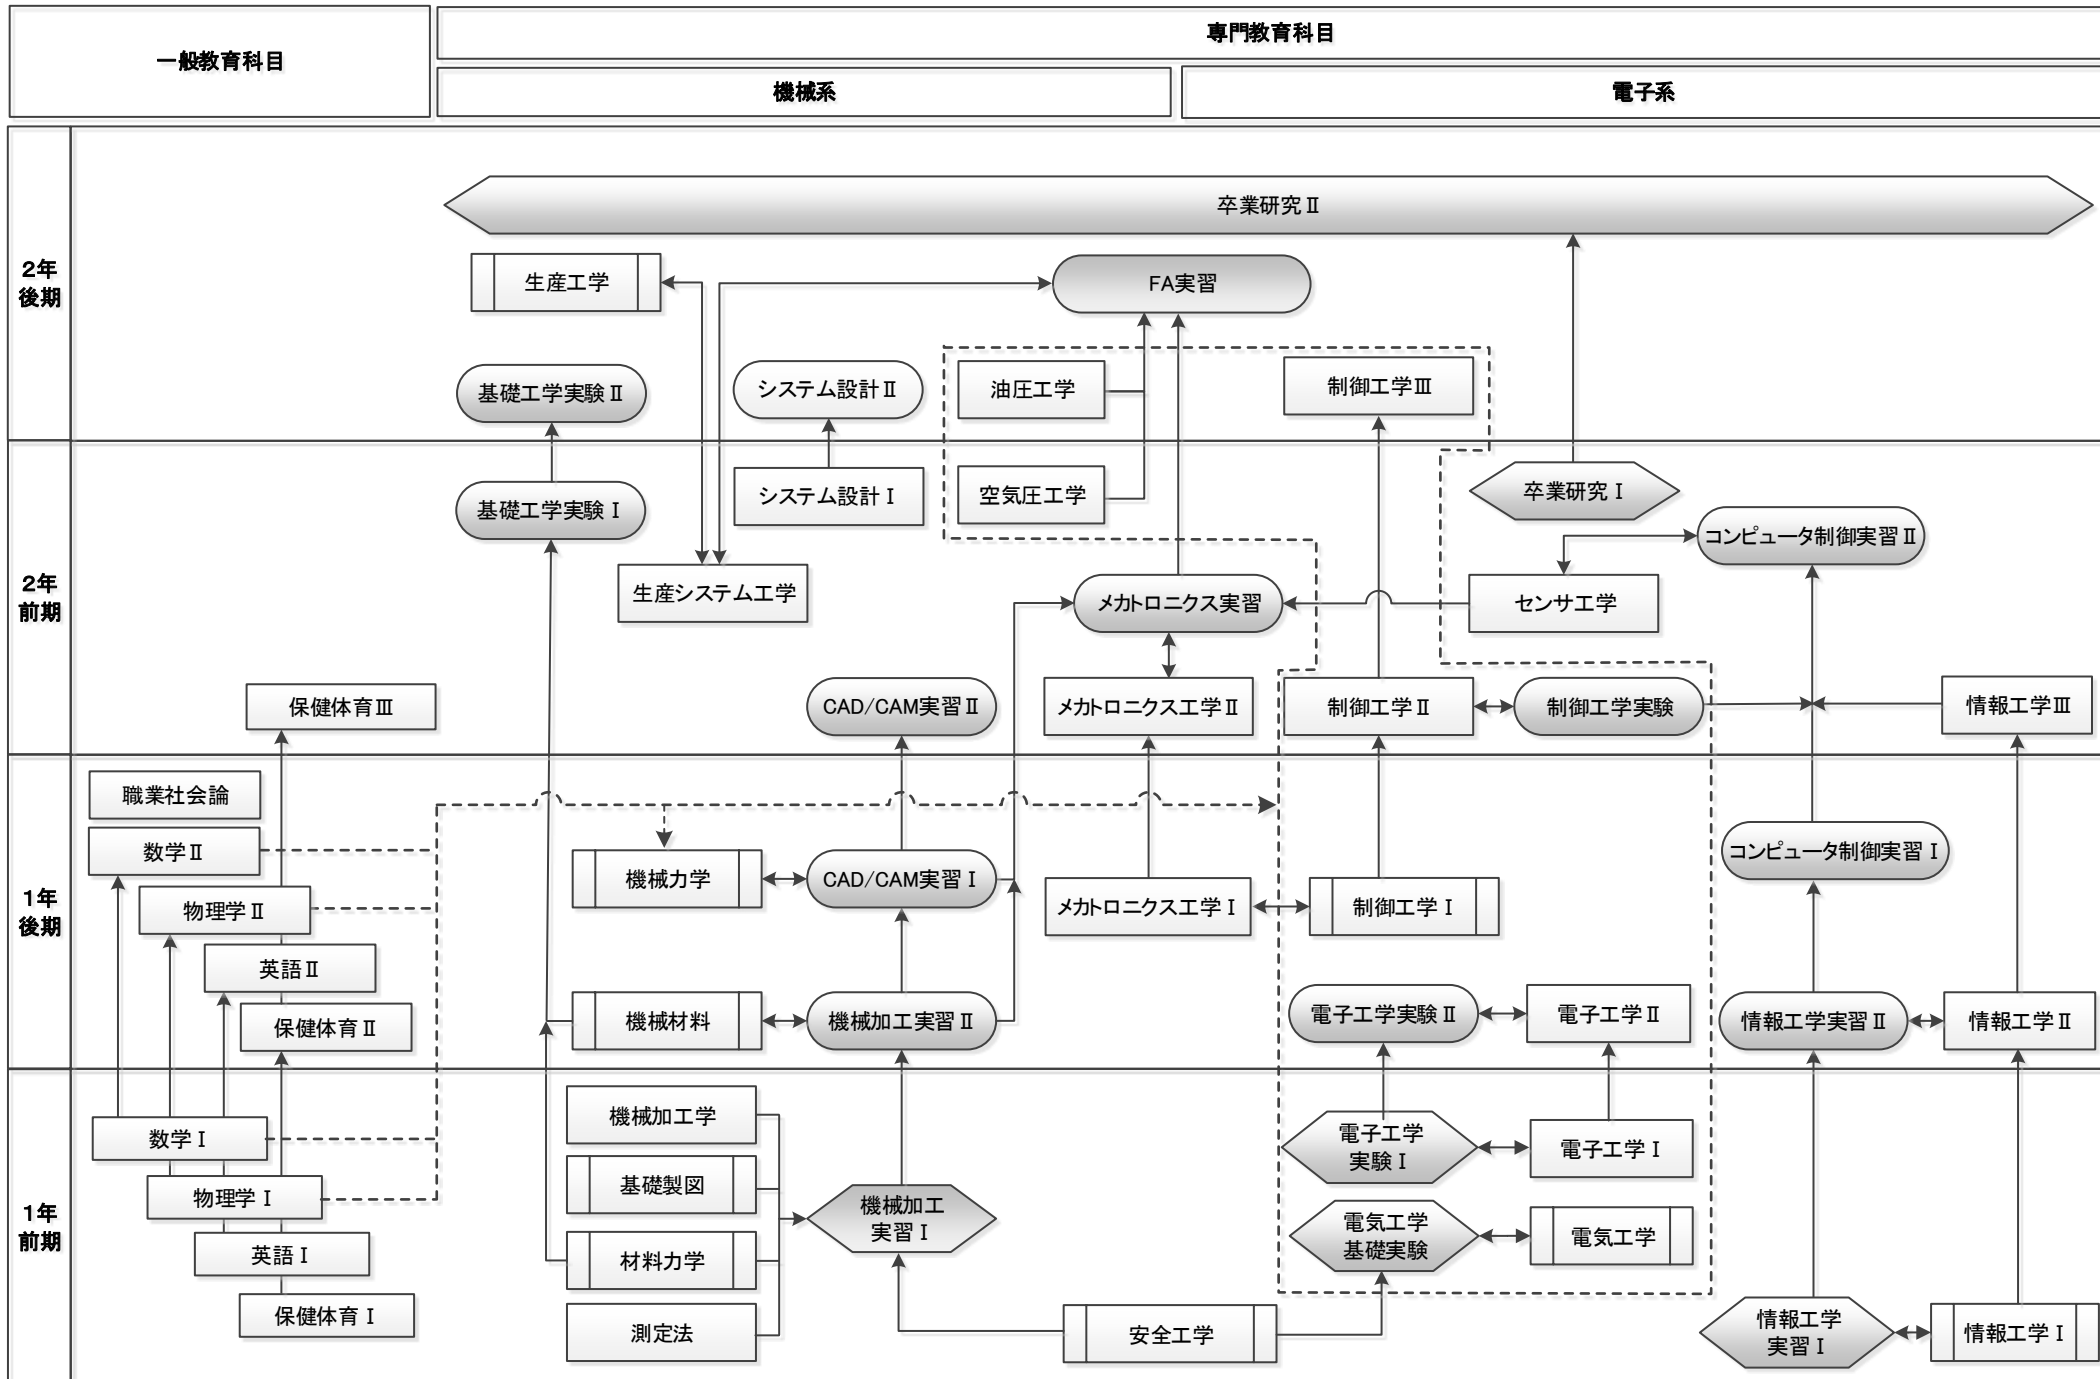 一般教育科目
専門教育科目
機械系
電子系
2年
後期
卒業研究Ⅱ
生産工学
FA実習
基礎工学実験Ⅱ
システム設計Ⅱ
油圧工学
制御工学Ⅲ
2年
前期
基礎工学実験Ⅰ
システム設計Ⅰ
空気圧工学
卒業研究Ⅰ
コンピュータ制御実習Ⅱ
生産システム工学
メカトロニクス実習
センサ工学
保健体育Ⅲ
CAD/CAM実習Ⅱ
メカトロニクス工学Ⅱ
制御工学Ⅱ
制御工学実験
情報工学Ⅲ
1年
後期
職業社会論
数学Ⅱ
物理学Ⅱ
英語Ⅱ
保健体育Ⅱ
機械力学
CAD/CAM実習Ⅰ
メカトロニクス工学Ⅰ
制御工学Ⅰ
コンピュータ制御実習Ⅰ
機械材料
機械加工実習Ⅱ
電子工学実験Ⅱ
電子工学Ⅱ
情報工学実習Ⅱ
情報工学Ⅱ
1年
前期
数学Ⅰ
物理学Ⅰ
英語Ⅰ
保健体育Ⅰ
機械加工学
基礎製図
材料力学
測定法
機械加工
実習Ⅰ
安全工学
電子工学
実験Ⅰ
電子工学Ⅰ
電気工学
基礎実験
電気工学
情報工学
実習Ⅰ
情報工学Ⅰ